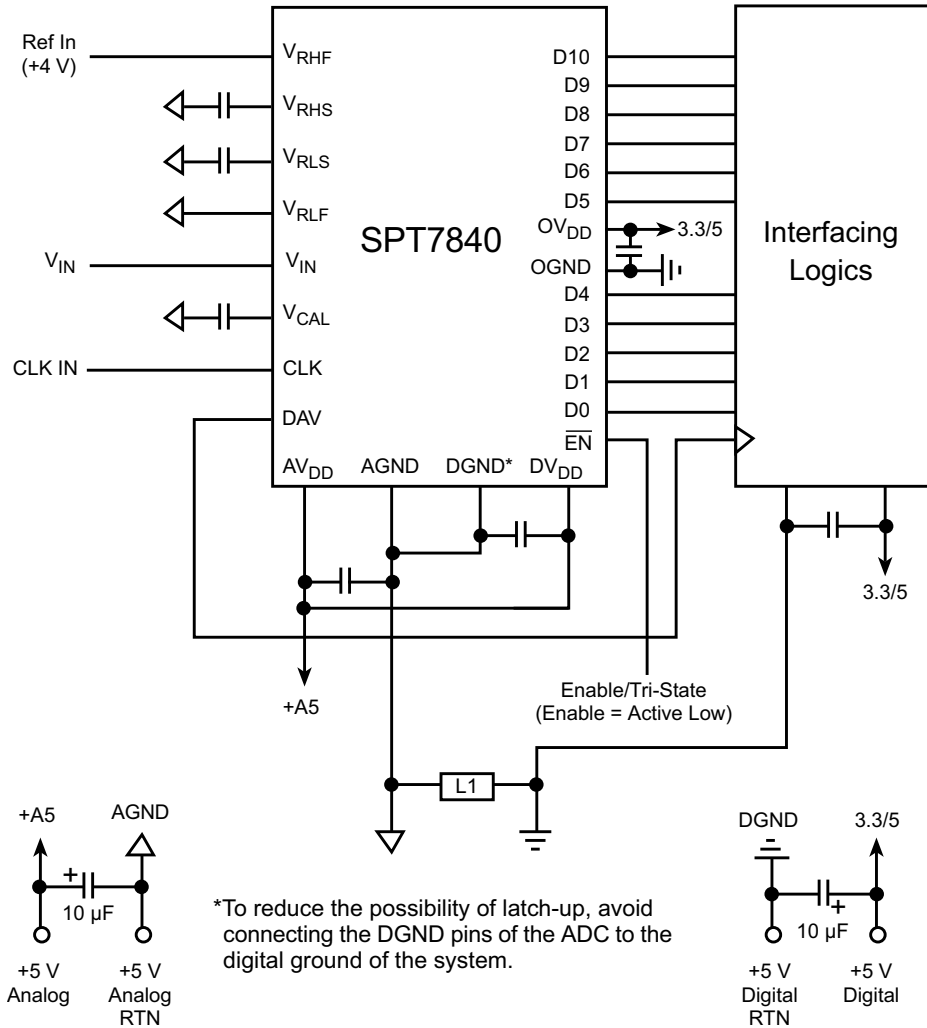 Ref In
(+4 V)
VRHF
VRHS
VRLS
VRLF
VIN
VIN
VCAL
CLK IN
CLK
DAV
SPT7840
D10
D9
D8
D7
D6
D5
OVDD
3.3/5
OGND
D4
D3
D2
D1
D0
EN
AVDD
AGND
DGND*
DVDD
Interfacing
Logics
3.3/5
+A5
Enable/Tri-State
(Enable = Active Low)
L1
+A5
AGND
+
10 µF
+5 V
Analog
+5 V
Analog
RTN
*To reduce the possibility of latch-up, avoid
connecting the DGND pins of the ADC to the
digital ground of the system.
DGND
3.3/5
10 µF
+
+5 V
Digital
RTN
+5 V
Digital